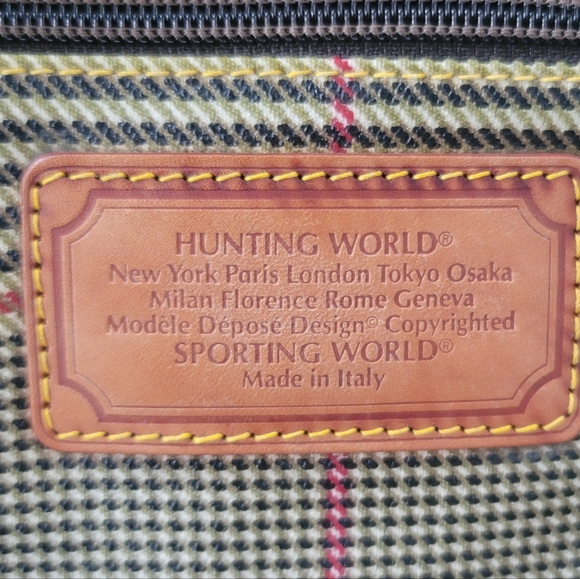 HUNTING WORLD®
New York Paris London Tokyo Osaka
Milan Florence Rome Geneva
Modèle Déposé Design© Copyrighted
SPORTING WORLD®
Made in Italy